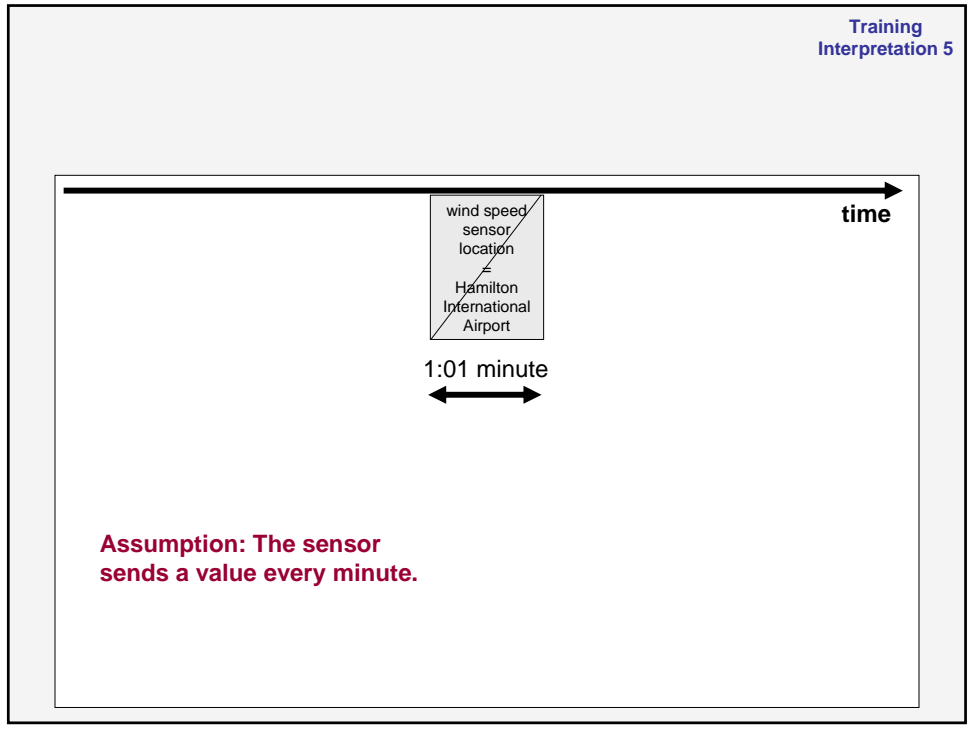 Training
Interpretation 5
time
wind speed
sensor
location
=
Hamilton
International
Airport
1:01 minute
Assumption: The sensor
sends a value every minute.